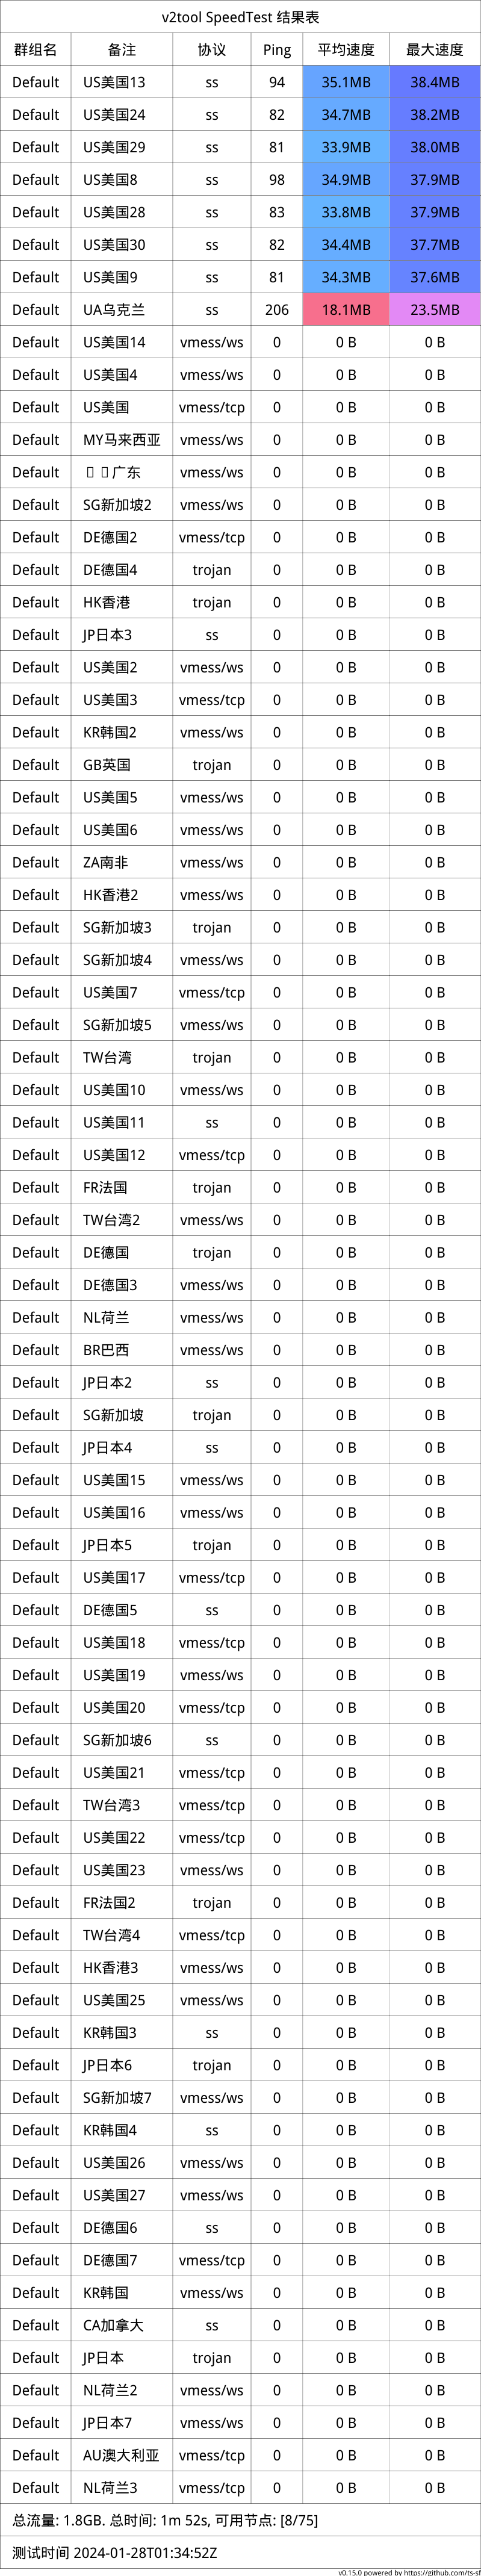 v2tool SpeedTest 结果表
群组名 备注 协议 Ping 平均速度 最大速度
Default US美国13 ss 94 35.1MB 38.4MB
Default US美国24 ss 82 34.7MB 38.2MB
Default US美国29 ss 81 33.9MB 38.0MB
Default US美国8 ss 98 34.9MB 37.9MB
Default US美国28 ss 83 33.8MB 37.9MB
Default US美国30 ss 82 34.4MB 37.7MB
Default US美国9 ss 81 34.3MB 37.6MB
Default UA乌克兰 ss 206 18.1MB 23.5MB
Default US美国14 vmess/ws 0 0 B 0 B
Default US美国4 vmess/ws 0 0 B 0 B
Default US美国 vmess/tcp 0 0 B 0 B
Default MY马来西亚 vmess/ws 0 0 B 0 B
Default 广东 vmess/ws 0 0 B 0 B
Default SG新加坡2 vmess/ws 0 0 B 0 B
Default DE德国2 vmess/tcp 0 0 B 0 B
Default DE德国4 trojan 0 0 B 0 B
Default HK香港 trojan 0 0 B 0 B
Default JP日本3 ss 0 0 B 0 B
Default US美国2 vmess/ws 0 0 B 0 B
Default US美国3 vmess/tcp 0 0 B 0 B
Default KR韩国2 vmess/ws 0 0 B 0 B
Default GB英国 trojan 0 0 B 0 B
Default US美国5 vmess/ws 0 0 B 0 B
Default US美国6 vmess/ws 0 0 B 0 B
Default ZA南非 vmess/ws 0 0 B 0 B
Default HK香港2 vmess/ws 0 0 B 0 B
Default SG新加坡3 trojan 0 0 B 0 B
Default SG新加坡4 vmess/ws 0 0 B 0 B
Default US美国7 vmess/tcp 0 0 B 0 B
Default SG新加坡5 vmess/ws 0 0 B 0 B
Default TW台湾 trojan 0 0 B 0 B
Default US美国10 vmess/ws 0 0 B 0 B
Default US美国11 ss 0 0 B 0 B
Default US美国12 vmess/tcp 0 0 B 0 B
Default FR法国 trojan 0 0 B 0 B
Default TW台湾2 vmess/ws 0 0 B 0 B
Default DE德国 trojan 0 0 B 0 B
Default DE德国3 vmess/ws 0 0 B 0 B
Default NL荷兰 vmess/ws 0 0 B 0 B
Default BR巴西 vmess/ws 0 0 B 0 B
Default JP日本2 ss 0 0 B 0 B
Default SG新加坡 trojan 0 0 B 0 B
Default JP日本4 ss 0 0 B 0 B
Default US美国15 vmess/ws 0 0 B 0 B
Default US美国16 vmess/ws 0 0 B 0 B
Default JP日本5 trojan 0 0 B 0 B
Default US美国17 vmess/tcp 0 0 B 0 B
Default DE德国5 ss 0 0 B 0 B
Default US美国18 vmess/tcp 0 0 B 0 B
Default US美国19 vmess/ws 0 0 B 0 B
Default US美国20 vmess/tcp 0 0 B 0 B
Default SG新加坡6 ss 0 0 B 0 B
Default US美国21 vmess/tcp 0 0 B 0 B
Default TW台湾3 vmess/tcp 0 0 B 0 B
Default US美国22 vmess/tcp 0 0 B 0 B
Default US美国23 vmess/ws 0 0 B 0 B
Default FR法国2 trojan 0 0 B 0 B
Default TW台湾4 vmess/tcp 0 0 B 0 B
Default HK香港3 vmess/ws 0 0 B 0 B
Default US美国25 vmess/ws 0 0 B 0 B
Default KR韩国3 ss 0 0 B 0 B
Default JP日本6 trojan 0 0 B 0 B
Default SG新加坡7 vmess/ws 0 0 B 0 B
Default KR韩国4 ss 0 0 B 0 B
Default US美国26 vmess/ws 0 0 B 0 B
Default US美国27 vmess/ws 0 0 B 0 B
Default DE德国6 ss 0 0 B 0 B
Default DE德国7 vmess/tcp 0 0 B 0 B
Default KR韩国 vmess/ws 0 0 B 0 B
Default CA加拿大 ss 0 0 B 0 B
Default JP日本 trojan 0 0 B 0 B
Default NL荷兰2 vmess/ws 0 0 B 0 B
Default JP日本7 vmess/ws 0 0 B 0 B
Default AU澳大利亚 vmess/tcp 0 0 B 0 B
Default NL荷兰3 vmess/tcp 0 0 B 0 B
总流量: 1.8GB. 总时间: 1m 52s, 可用节点: [8/75]
测试时间 2024-01-28T01:34:52Z
v0.15.0 powered by https://github.com/ts-sf